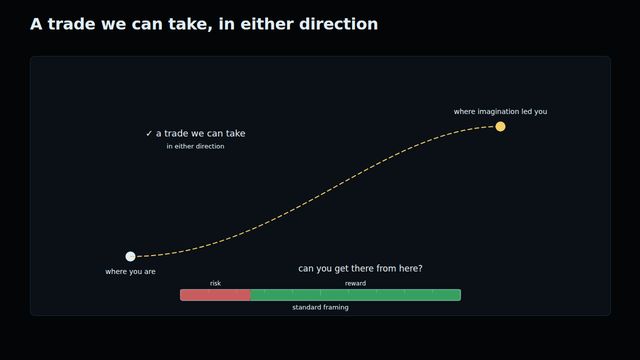 A trade we can take, in either direction
where imagination led you
✓ a trade we can take
in either direction
where you are
can you get there from here?
risk
reward
standard framing